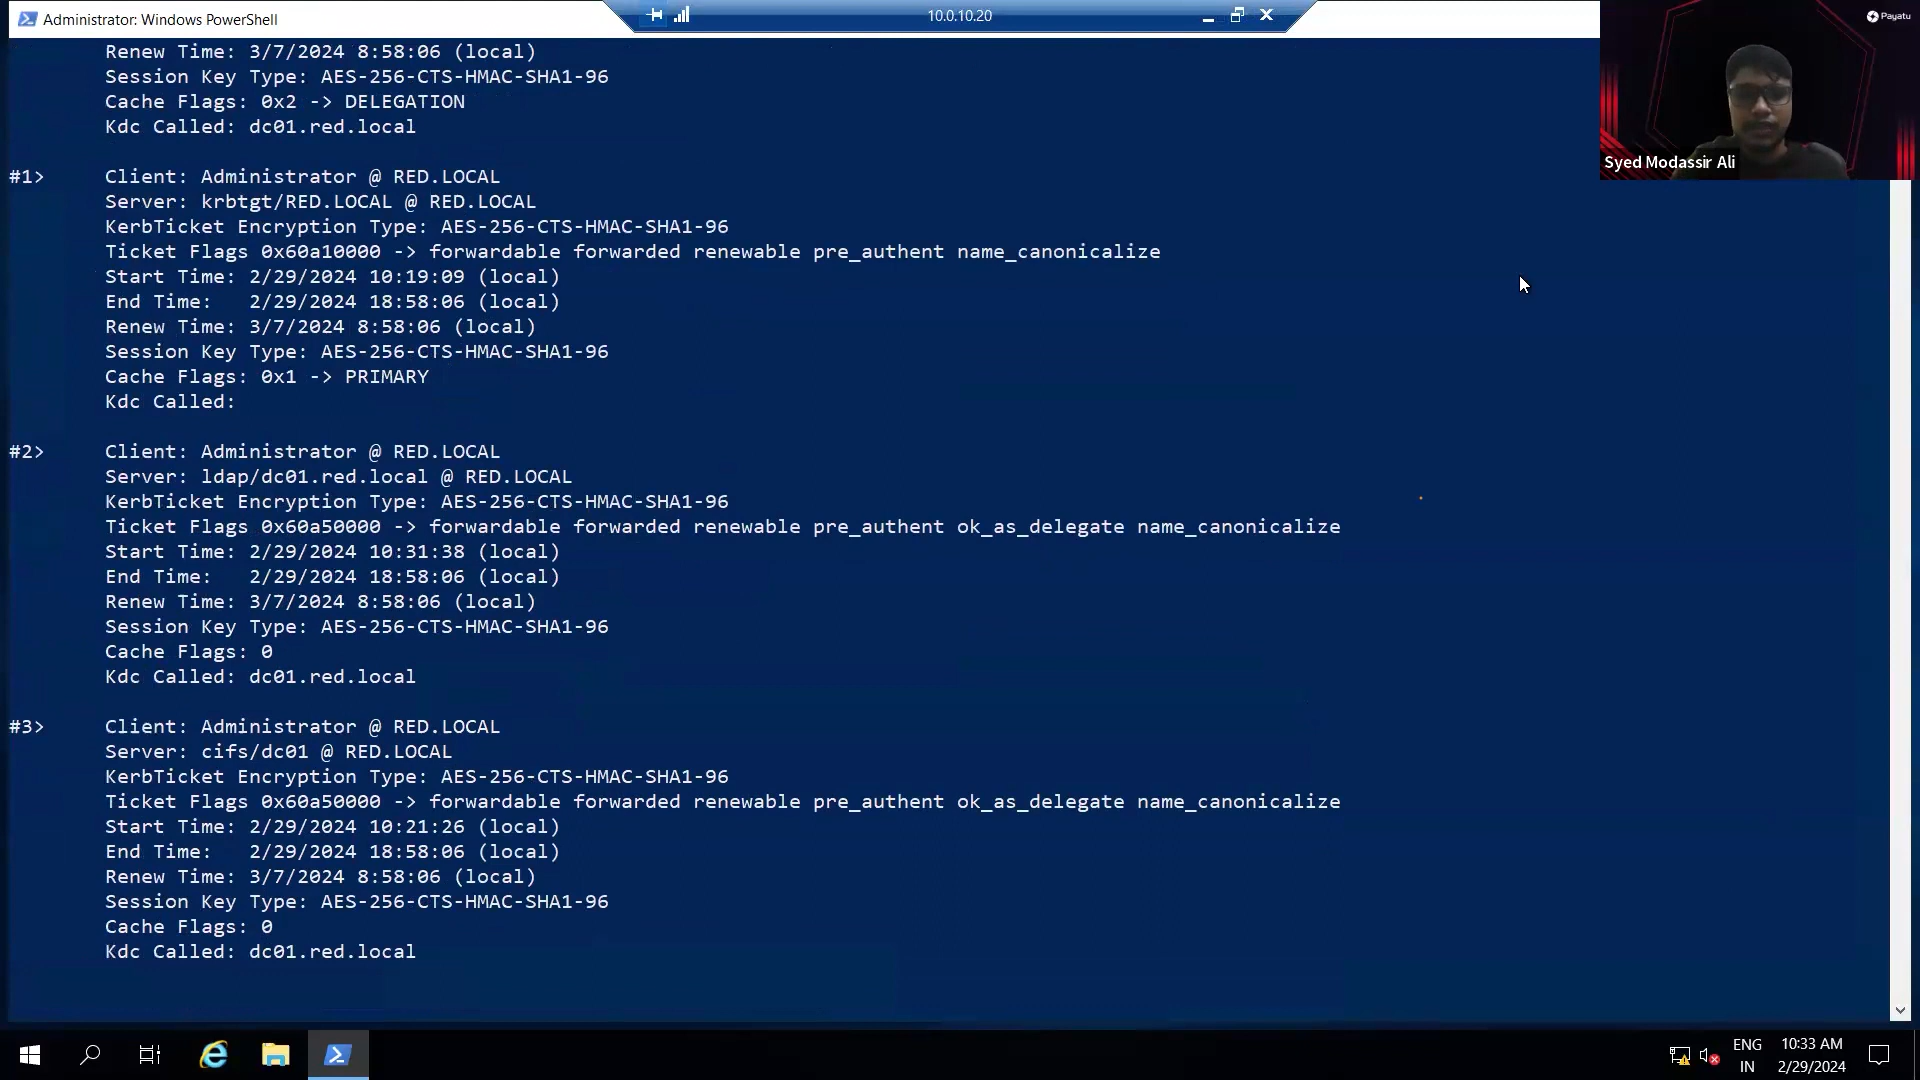 Administrator: Windows PowerShell
10.0.10.20
Payatu
Syed Modassir Ali
Renew Time: 3/7/2024 8:58:06 (local)
Session Key Type: AES-256-CTS-HMAC-SHA1-96
Cache Flags: 0x2 -> DELEGATION
Kdc Called: dc01.red.local
#1> Client: Administrator @ RED.LOCAL
Server: krbtgt/RED.LOCAL @ RED.LOCAL
KerbTicket Encryption Type: AES-256-CTS-HMAC-SHA1-96
Ticket Flags 0x60a10000 -> forwardable forwarded renewable pre_authent name_canonicalize
Start Time: 2/29/2024 10:19:09 (local)
End Time: 2/29/2024 18:58:06 (local)
Renew Time: 3/7/2024 8:58:06 (local)
Session Key Type: AES-256-CTS-HMAC-SHA1-96
Cache Flags: 0x1 -> PRIMARY
Kdc Called:
#2> Client: Administrator @ RED.LOCAL
Server: ldap/dc01.red.local @ RED.LOCAL
KerbTicket Encryption Type: AES-256-CTS-HMAC-SHA1-96
Ticket Flags 0x60a50000 -> forwardable forwarded renewable pre_authent ok_as_delegate name_canonicalize
Start Time: 2/29/2024 10:31:38 (local)
End Time: 2/29/2024 18:58:06 (local)
Renew Time: 3/7/2024 8:58:06 (local)
Session Key Type: AES-256-CTS-HMAC-SHA1-96
Cache Flags: 0
Kdc Called: dc01.red.local
#3> Client: Administrator @ RED.LOCAL
Server: cifs/dc01 @ RED.LOCAL
KerbTicket Encryption Type: AES-256-CTS-HMAC-SHA1-96
Ticket Flags 0x60a50000 -> forwardable forwarded renewable pre_authent ok_as_delegate name_canonicalize
Start Time: 2/29/2024 10:21:26 (local)
End Time: 2/29/2024 18:58:06 (local)
Renew Time: 3/7/2024 8:58:06 (local)
Session Key Type: AES-256-CTS-HMAC-SHA1-96
Cache Flags: 0
Kdc Called: dc01.red.local
ENG
IN
10:33 AM
2/29/2024